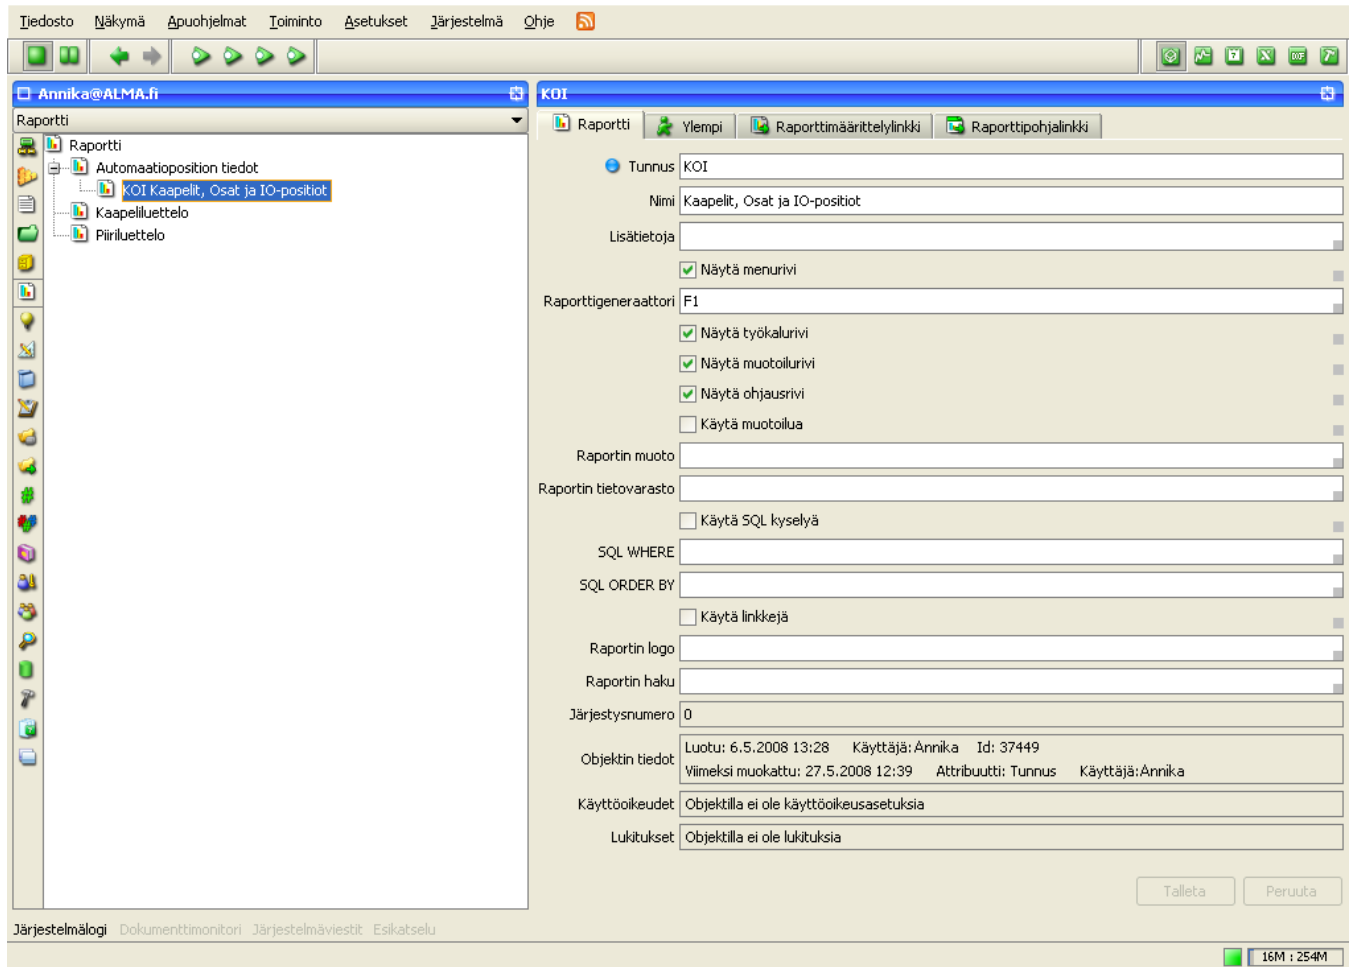 Tiedosto Näkymä Apuohjelmat Toiminto Asetukset Järjestelmä Ohje
Annika@ALMA.fi
Raportti
Raportti
Automaatioposition tiedot
KOI Kaapelit, Osat ja IO-positiot
Kaapeliluettelo
Piiriluettelo
KOI
Raportti Ylempi Raporttimäärittelylinkki Raporttipohjalinkki
Tunnus KOI
Nimi Kaapelit, Osat ja IO-positiot
Lisätietoja
Näytä menurivi
Raporttigeneraattori F1
Näytä työkalurivi
Näytä muotoilurivi
Näytä ohjausrivi
Käytä muotoilua
Raportin muoto
Raportin tietovarasto
Käytä SQL kyselyä
SQL WHERE
SQL ORDER BY
Käytä linkkejä
Raportin logo
Raportin haku
Järjestysnumero 0
Objektin tiedot
Luotu: 6.5.2008 13:28 Käyttäjä:Annika Id: 37449
Viimeksi muokattu: 27.5.2008 12:39 Attribuutti: Tunnus Käyttäjä:Annika
Käyttöoikeudet Objektilla ei ole käyttöoikeusasetuksia
Lukitukset Objektilla ei ole lukituksia
Talleta Peruuta
Järjestelmälogi Dokumenttimonitori Järjestelmäviestit Esikatselu
16M : 254M